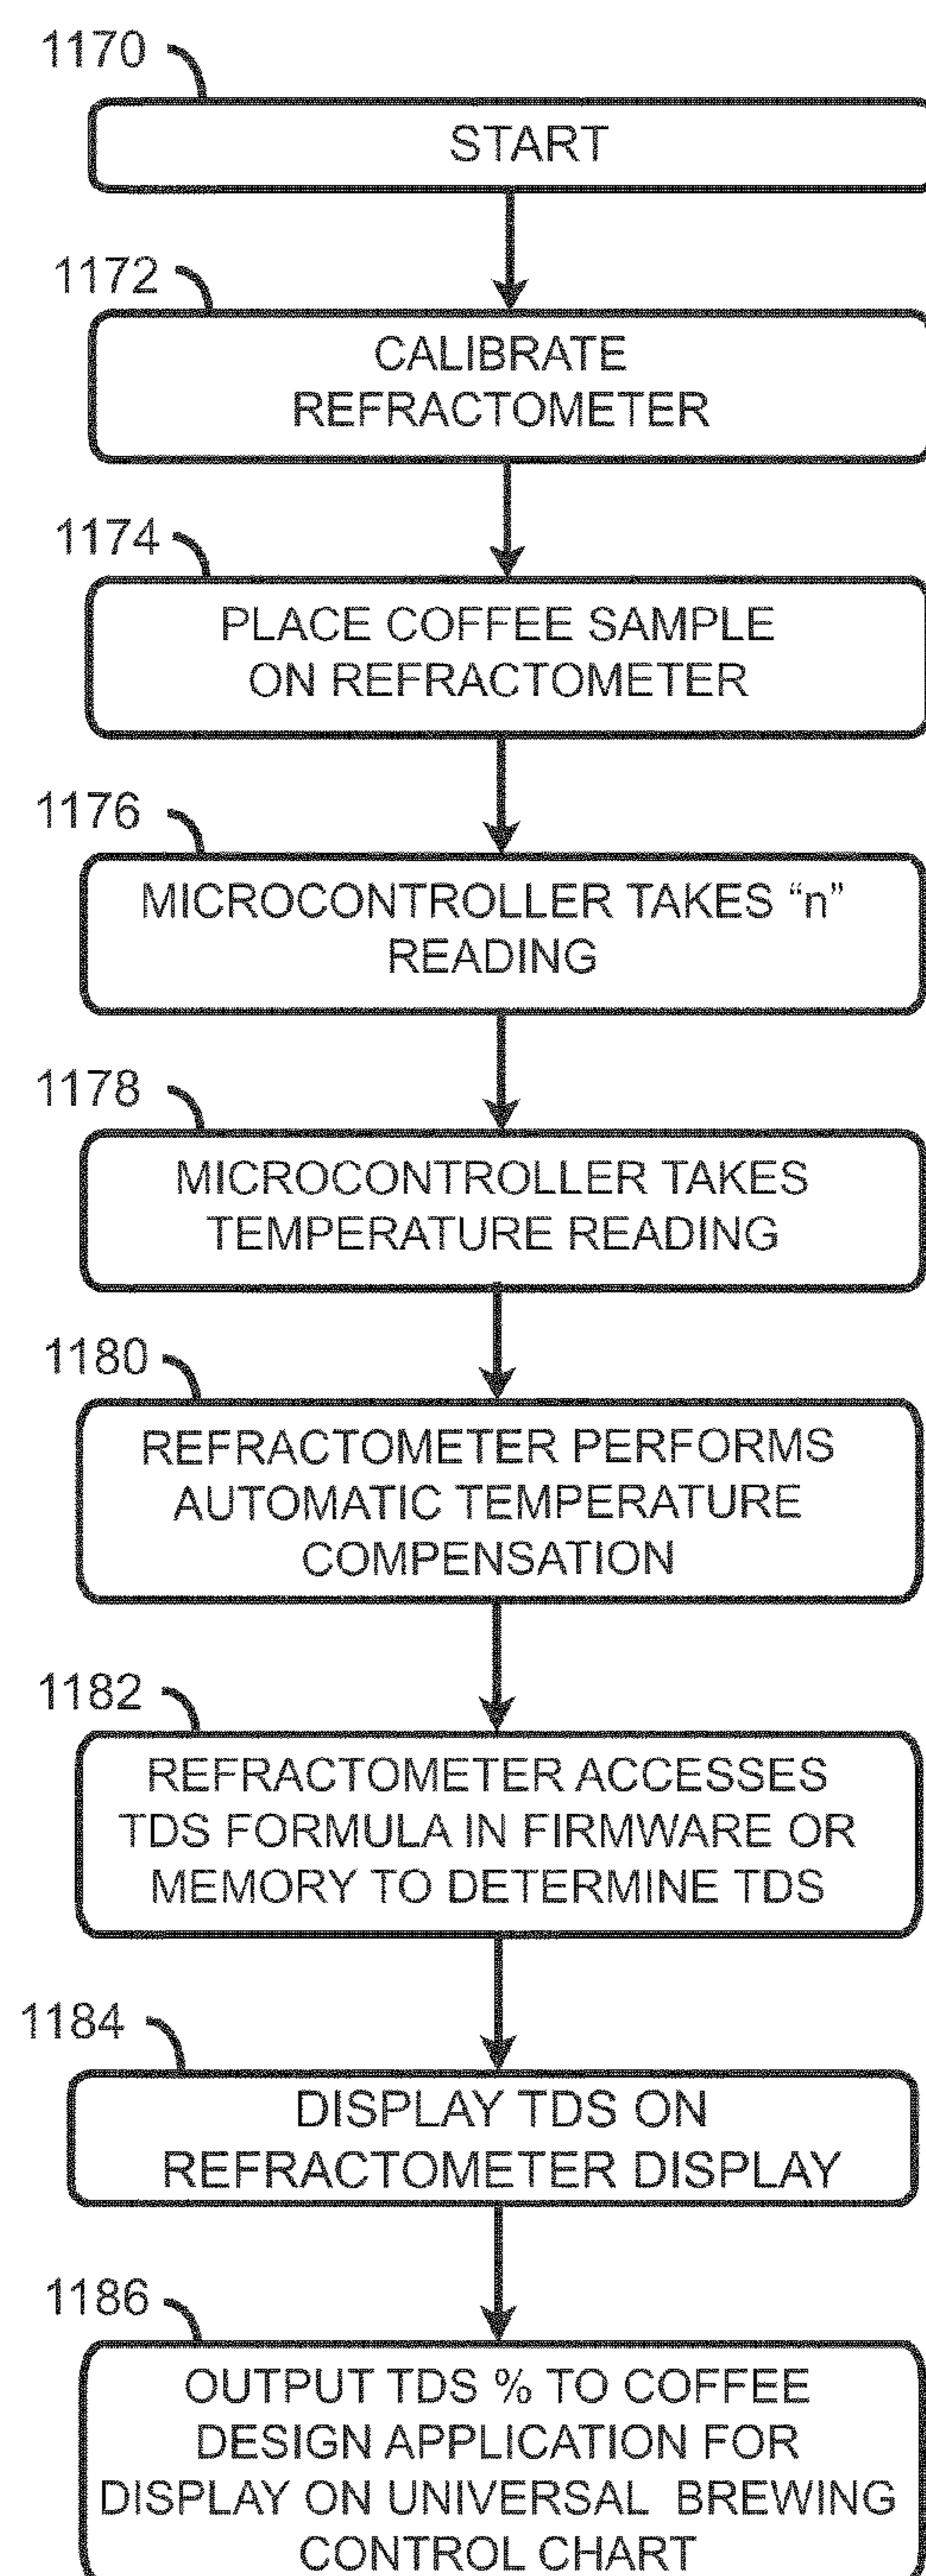 1170
START
1172
CALIBRATE
REFRACTOMETER
1174
PLACE COFFEE SAMPLE
ON REFRACTOMETER
1176
MICROCONTROLLER TAKES “n”
READING
1178
MICROCONTROLLER TAKES
TEMPERATURE READING
1180
REFRACTOMETER PERFORMS
AUTOMATIC TEMPERATURE
COMPENSATION
1182
REFRACTOMETER ACCESSES
TDS FORMULA IN FIRMWARE OR
MEMORY TO DETERMINE TDS
1184
DISPLAY TDS ON
REFRACTOMETER DISPLAY
1186
OUTPUT TDS % TO COFFEE
DESIGN APPLICATION FOR
DISPLAY ON UNIVERSAL BREWING
CONTROL CHART